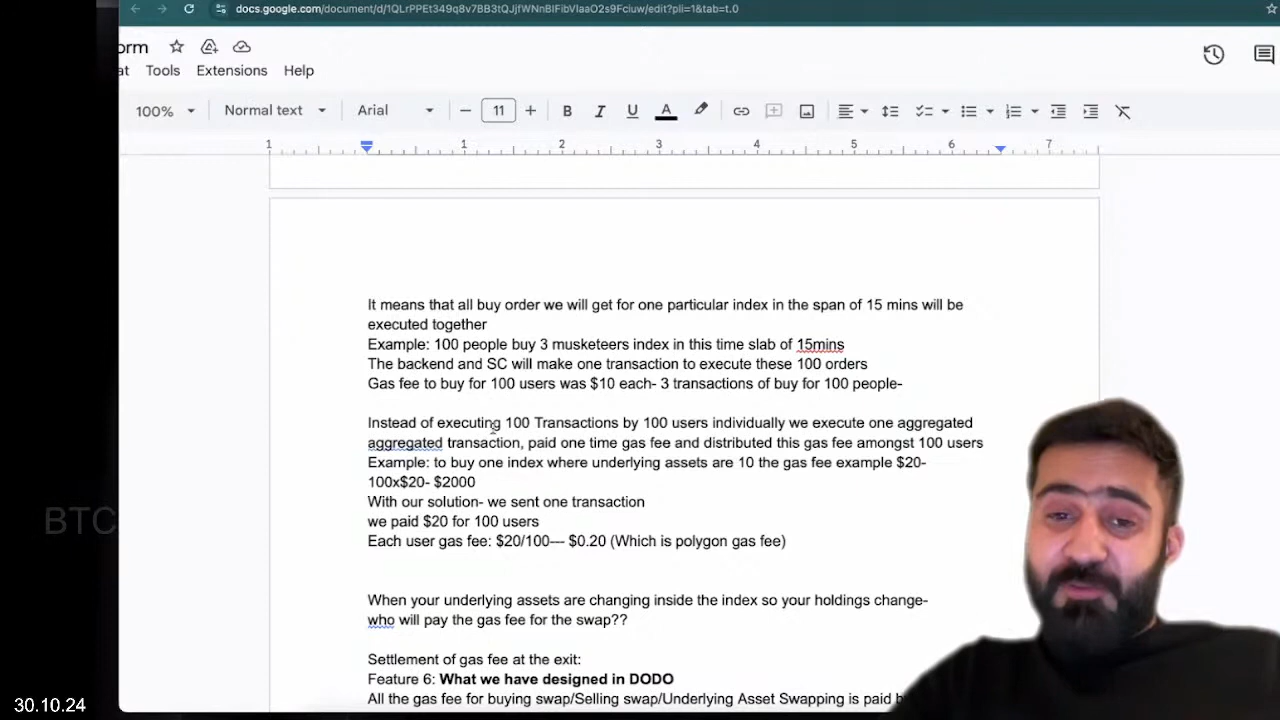 docs.google.com/document/d/1QLrPPEt349q8v7BB3tQJjfWNnBIFibVIaaO2s9Fciuw/edit?pli=1&tab=t.0
orm
at Tools Extensions Help
100% Normal text Arial 11 B I U A
1 1 2 3 4 5 6 7
It means that all buy order we will get for one particular index in the span of 15 mins will be
executed together
Example: 100 people buy 3 musketeers index in this time slab of 15mins
The backend and SC will make one transaction to execute these 100 orders
Gas fee to buy for 100 users was $10 each- 3 transactions of buy for 100 people-
Instead of executing 100 Transactions by 100 users individually we execute one aggregated
aggregated transaction, paid one time gas fee and distributed this gas fee amongst 100 users
Example: to buy one index where underlying assets are 10 the gas fee example $20-
100x$20- $2000
With our solution- we sent one transaction
we paid $20 for 100 users
Each user gas fee: $20/100--- $0.20 (Which is polygon gas fee)
When your underlying assets are changing inside the index so your holdings change-
who will pay the gas fee for the swap??
Settlement of gas fee at the exit:
Feature 6: What we have designed in DODO
All the gas fee for buying swap/Selling swap/Underlying Asset Swapping is paid
BTC
30.10.24